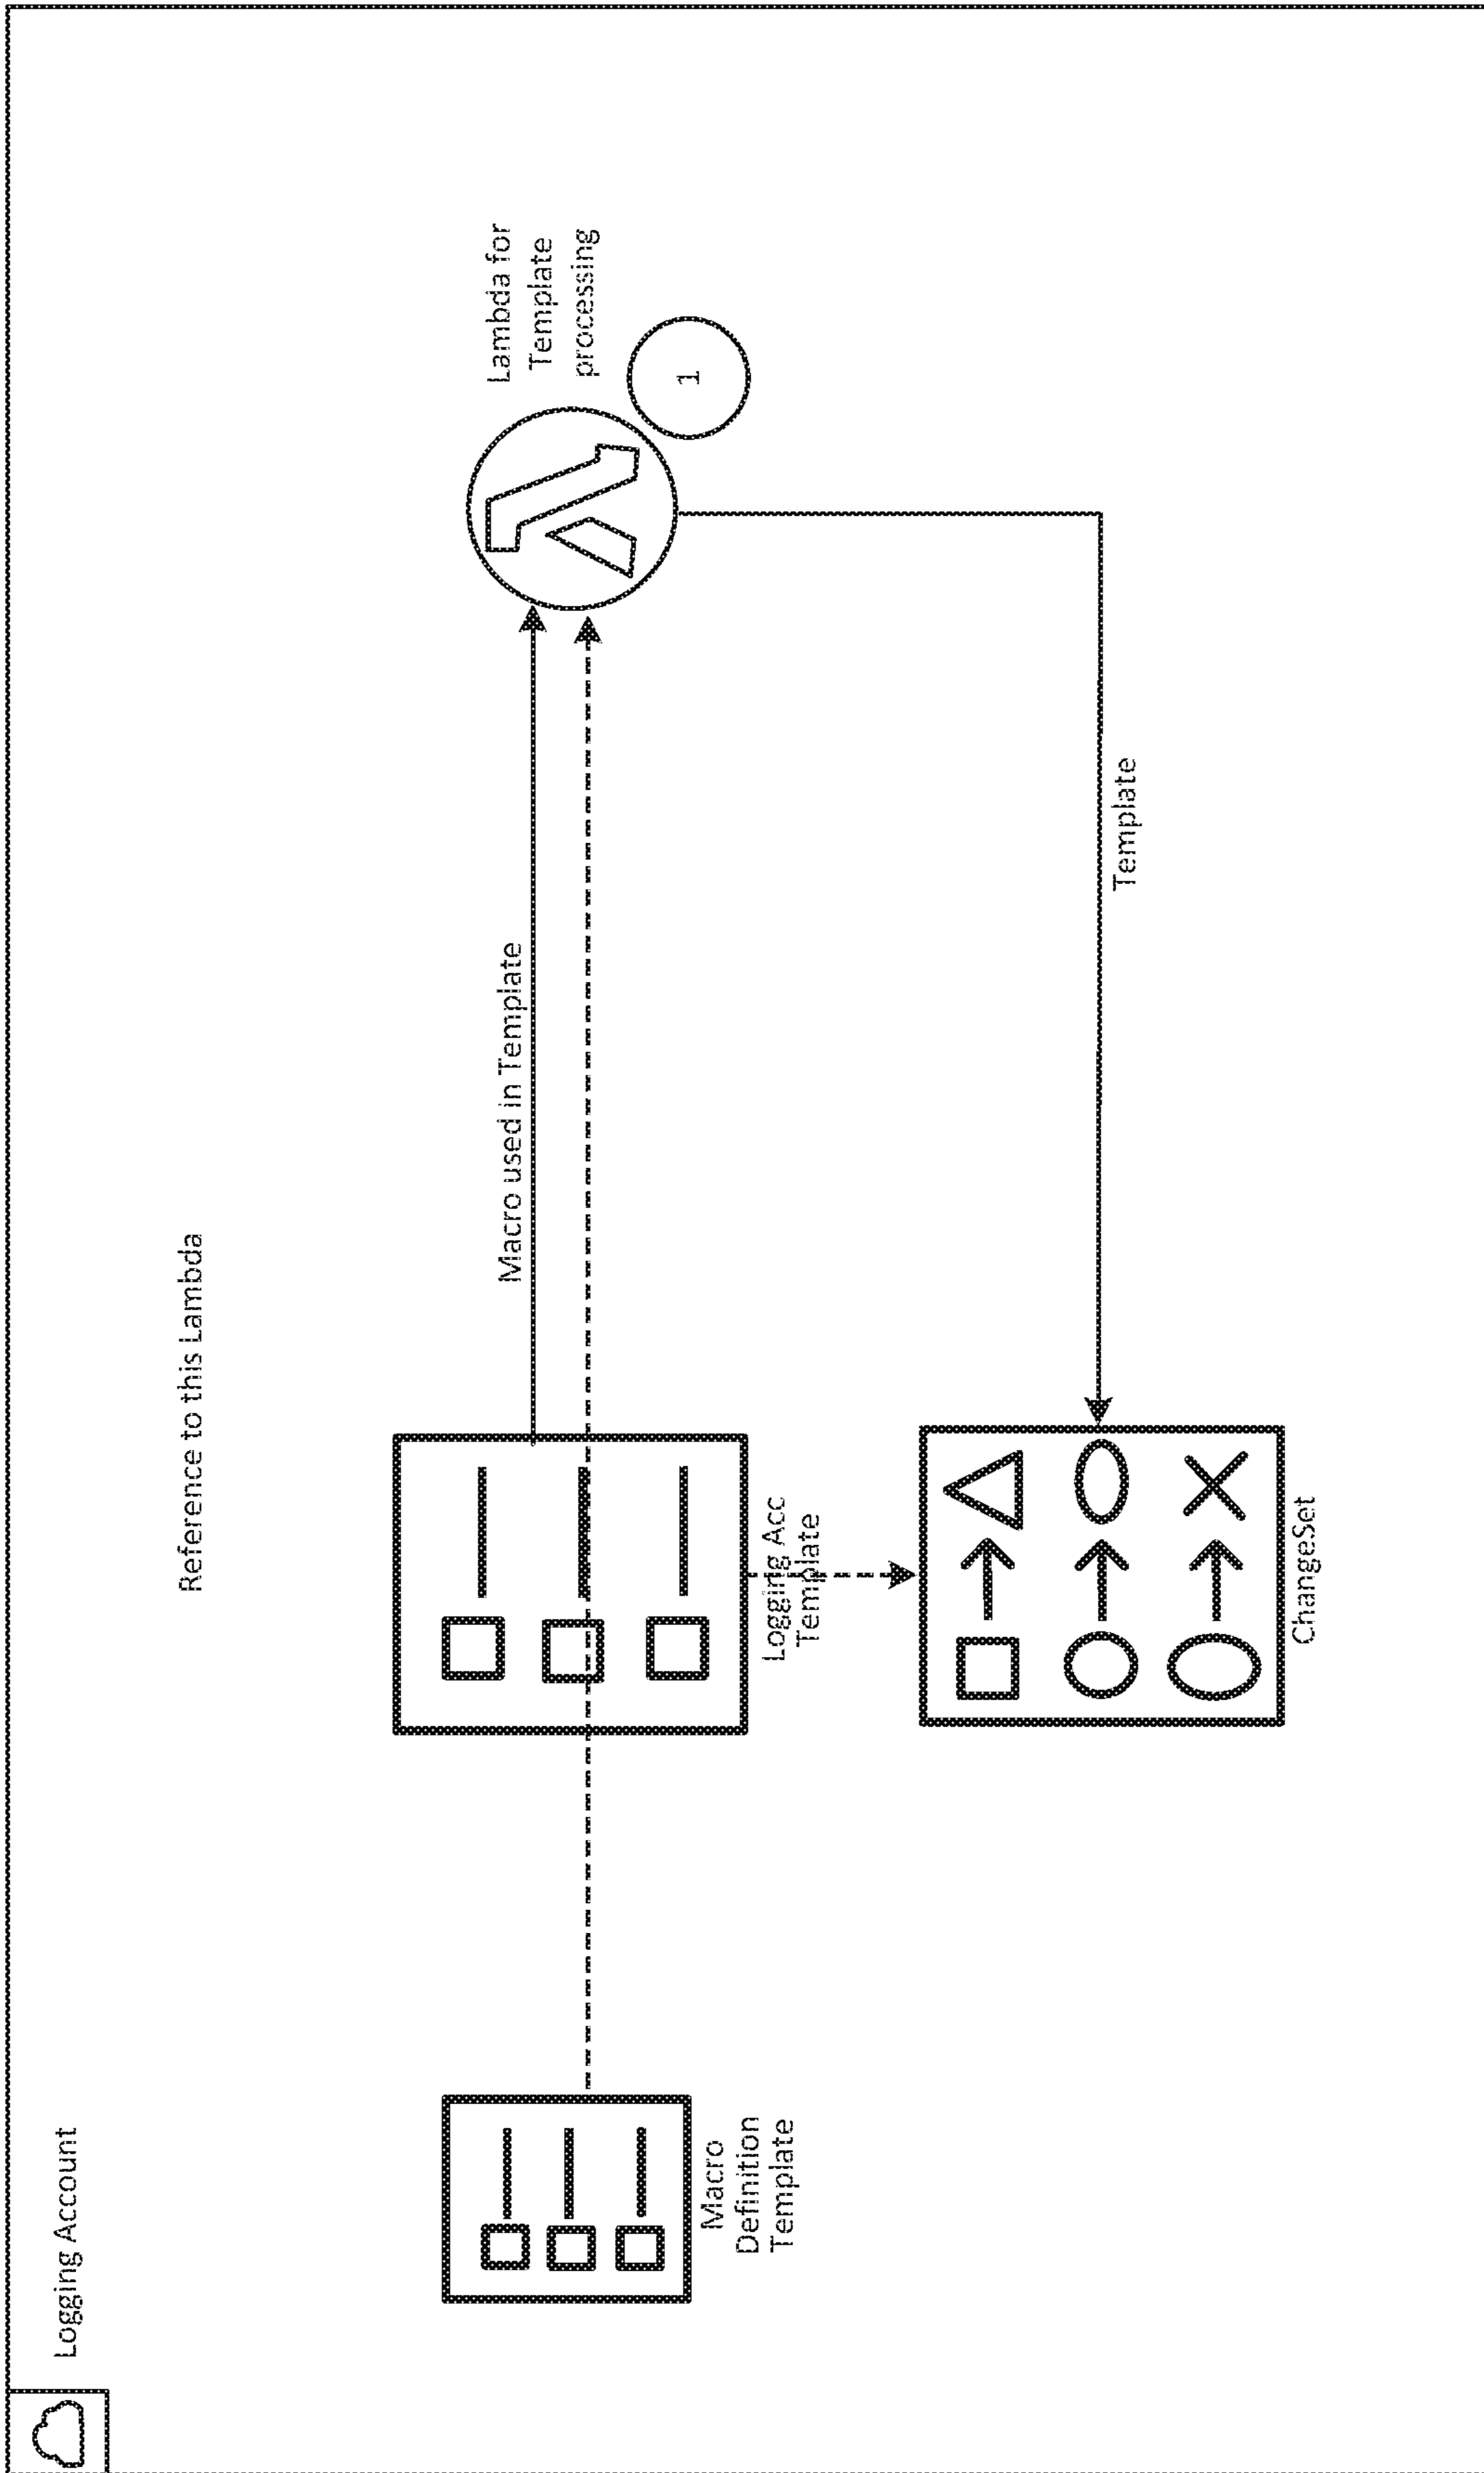 Logging Account
Reference to this Lambda
Lambda for
Template
processing
1
Macro used in Template
Macro
Definition
Template
Logging Acc
Template
Template
ChangeSet